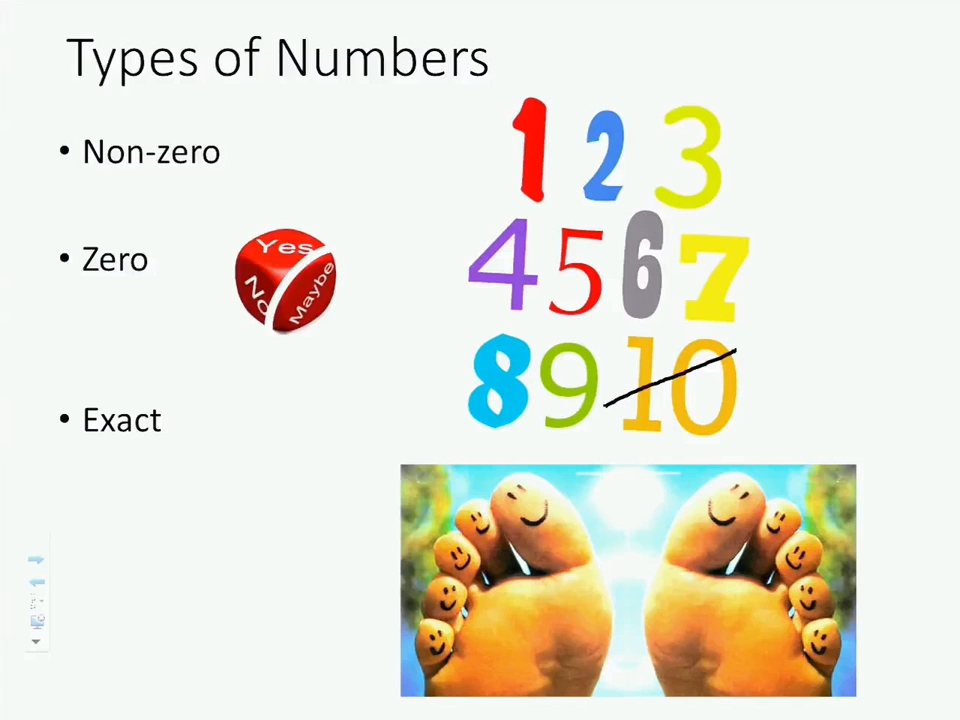 Types of Numbers
• Non-zero
1 2 3
• Zero
Yes
No
Maybe
4 5 6 7
8 9 10
• Exact